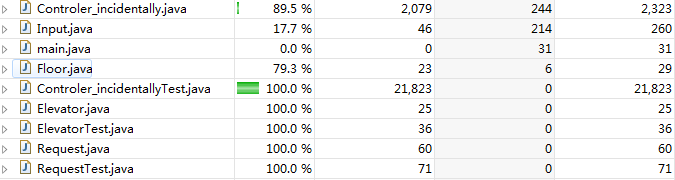 Controler_incidentally.java 89.5 % 2,079 244 2,323
Input.java 17.7 % 46 214 260
main.java 0.0 % 0 31 31
Floor.java 79.3 % 23 6 29
Controler_incidentallyTest.java 100.0 % 21,823 0 21,823
Elevator.java 100.0 % 25 0 25
ElevatorTest.java 100.0 % 36 0 36
Request.java 100.0 % 60 0 60
RequestTest.java 100.0 % 71 0 71